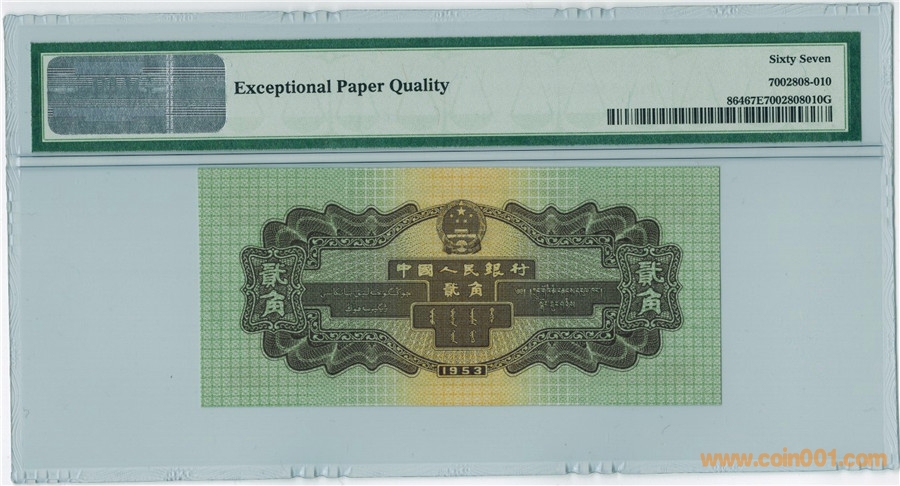 Exceptional Paper Quality
Sixty Seven
7002808-010
86467E7002808010G
中國人民銀行
貳角
貳角
貳角
1953
www.coin001.com